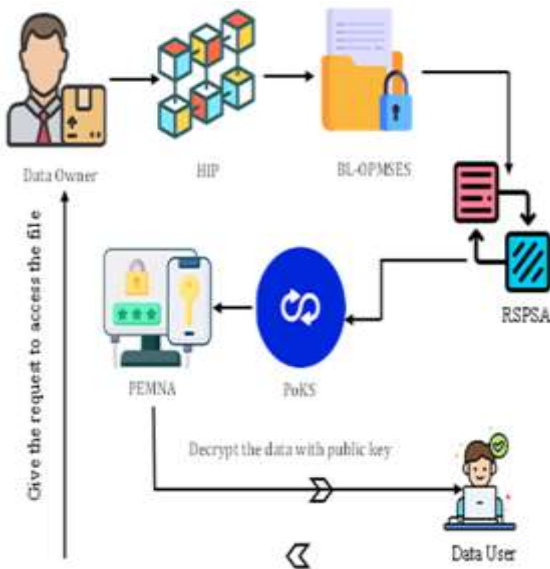 Data Owner
HIP
BL-OPMSES
RSPSA
PEMNA
PoKS
Give the request to access the file
Decrypt the data with public key
Data User